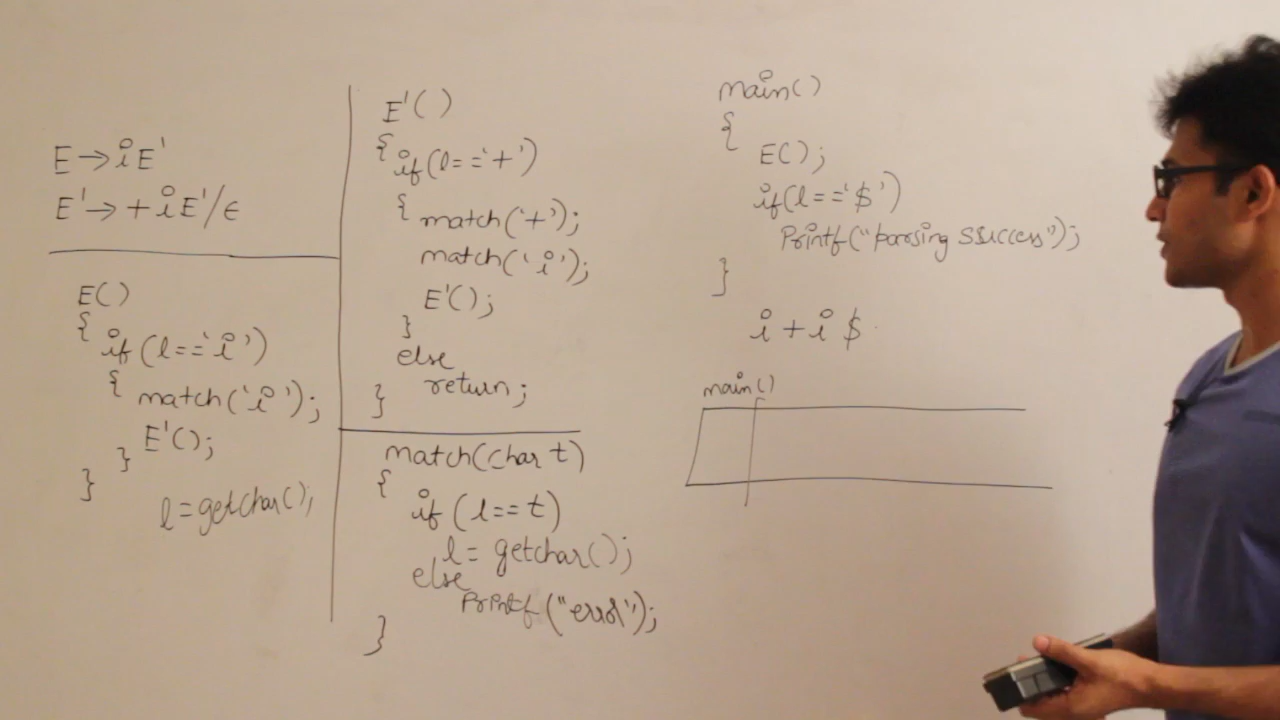 E → iE'
E' → + iE'/ε
E()
{
if (l == 'i')
{ match('i');
E'();
}
}
l = getchar();
E'()
{ if (l == '+')
{ match('+');
match('i');
E'();
}
else
return;
}
match(char t)
{
if (l == t)
l = getchar();
else
printf("error");
}
main()
{
E();
if (l == '$')
printf("parsing success");
}
i + i $
main()